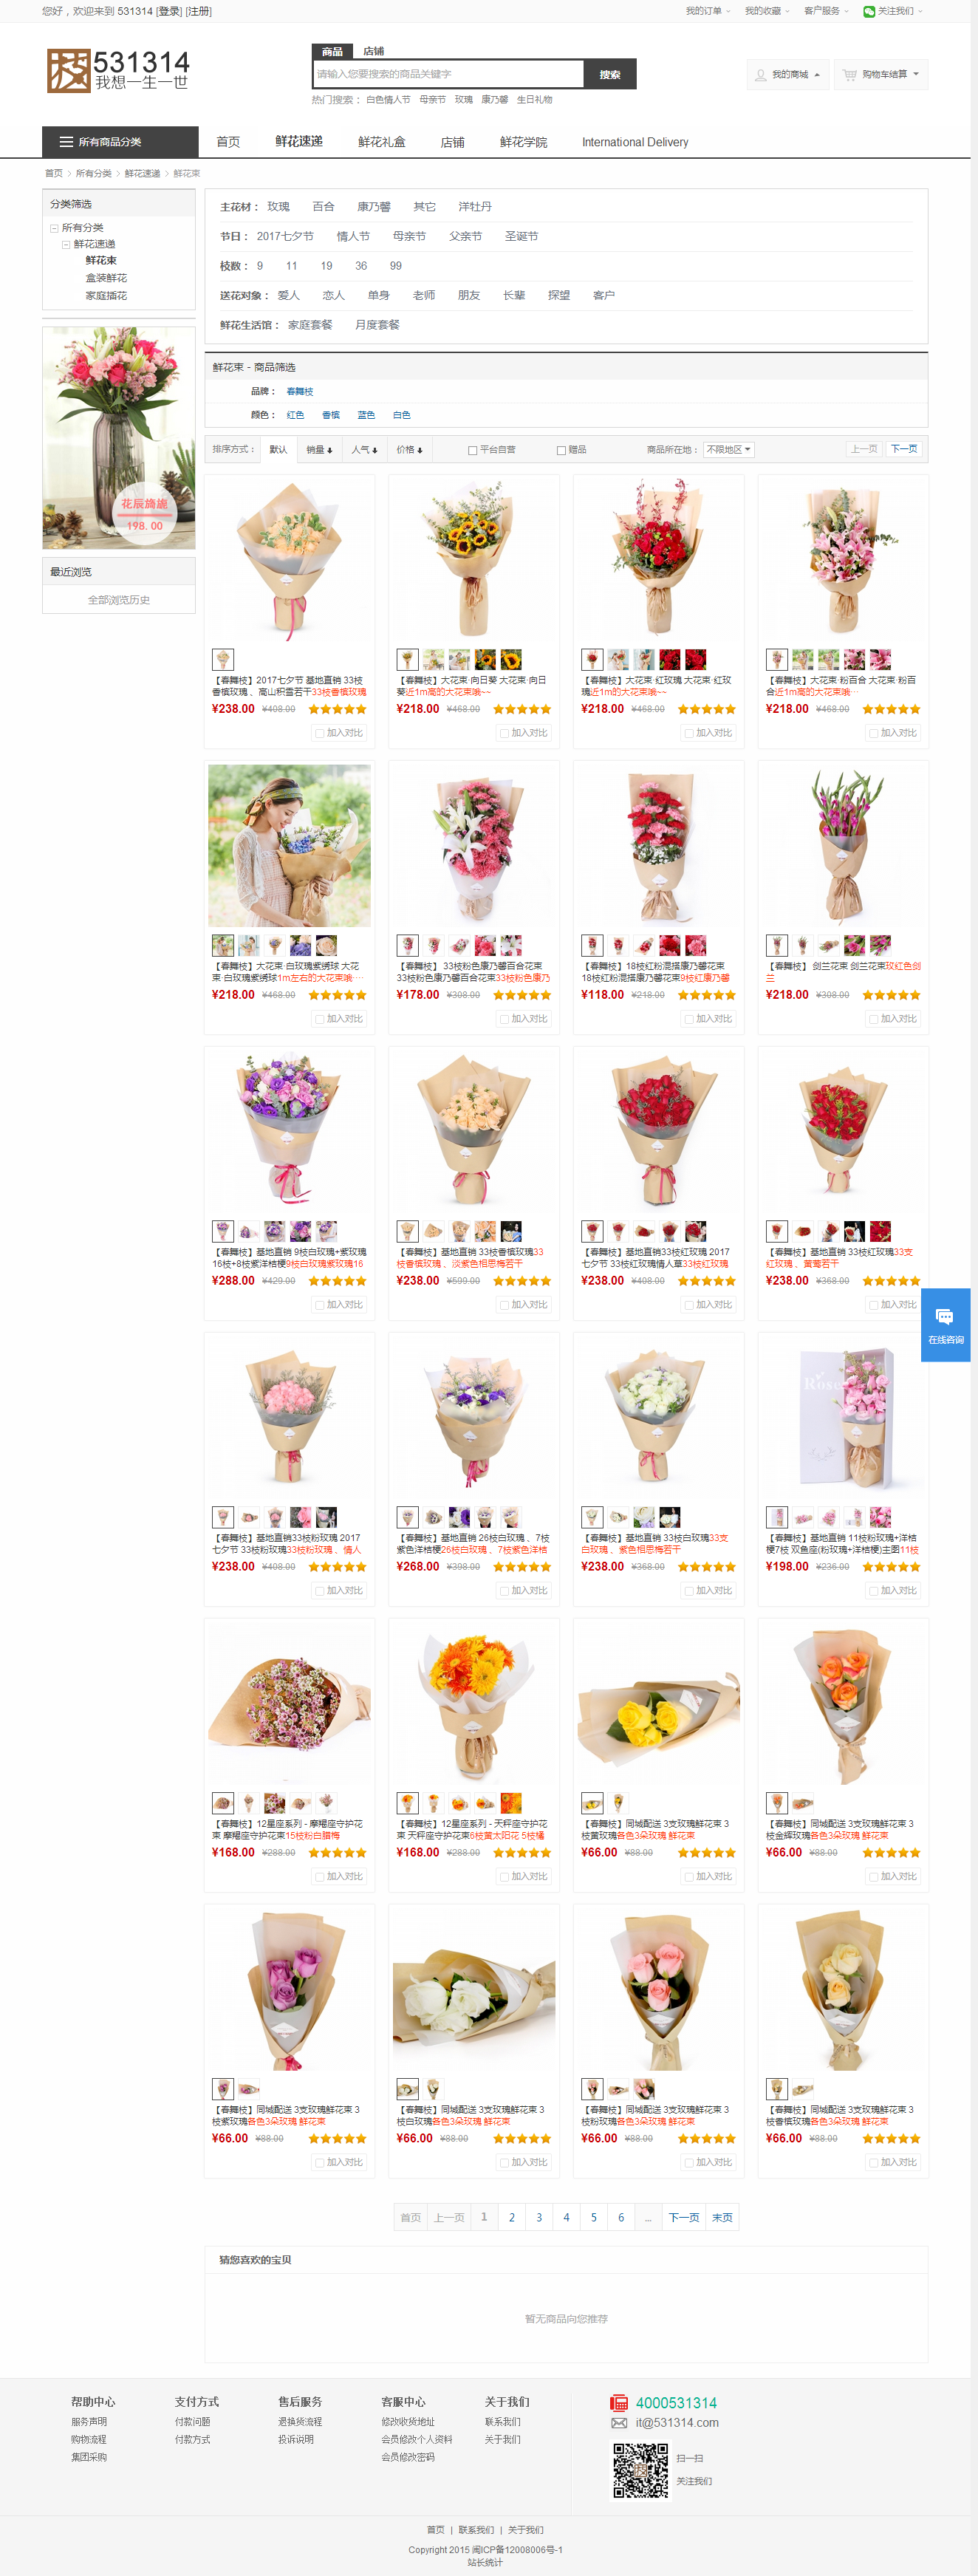 您好，欢迎来到 531314 [登录] [注册]
我的订单 我的收藏 客户服务 关注我们
531314
我想一生一世
商品 店铺
请输入您要搜索的商品关键字 搜索
热门搜索： 白色情人节 母亲节 玫瑰 康乃馨 生日礼物
我的商城 购物车结算
所有商品分类 首页 鲜花速递 鲜花礼盒 店铺 鲜花学院 International Delivery
首页 > 所有分类 > 鲜花速递 > 鲜花束
分类筛选
所有分类
鲜花速递
鲜花束
盒装鲜花
家庭插花
花辰旖旎
198.00
最近浏览
全部浏览历史
主花材： 玫瑰 百合 康乃馨 其它 洋牡丹
节日： 2017七夕节 情人节 母亲节 父亲节 圣诞节
枝数： 9 11 19 36 99
送花对象： 爱人 恋人 单身 老师 朋友 长辈 探望 客户
鲜花生活馆： 家庭套餐 月度套餐
鲜花束 - 商品筛选
品牌： 春舞枝
颜色： 红色 香槟 蓝色 白色
排序方式： 默认 销量 人气 价格 平台自营 赠品 商品所在地： 不限地区 上一页 下一页
【春舞枝】2017七夕节 基地直销 33枝
香槟玫瑰 、高山积雪若干33枝香槟玫瑰
¥238.00 ¥408.00
加入对比
【春舞枝】大花束·向日葵 大花束·向日
葵近1m高的大花束哦~~
¥218.00 ¥468.00
加入对比
【春舞枝】大花束·红玫瑰 大花束·红玫
瑰近1m的大花束哦~~
¥218.00 ¥468.00
加入对比
【春舞枝】大花束·粉百合 大花束·粉百
合近1m高的大花束哦···
¥218.00 ¥468.00
加入对比
【春舞枝】大花束·白玫瑰紫绣球 大花
束·白玫瑰紫绣球1m左右的大花束哦····
¥218.00 ¥468.00
加入对比
【春舞枝】 33枝粉色康乃馨百合花束
33枝粉色康乃馨百合花束33枝粉色康乃
¥178.00 ¥308.00
加入对比
【春舞枝】18枝红粉混搭康乃馨花束
18枝红粉混搭康乃馨花束9枝红康乃馨
¥118.00 ¥218.00
加入对比
【春舞枝】 剑兰花束 剑兰花束玫红色剑
兰
¥218.00 ¥308.00
加入对比
【春舞枝】基地直销 9枝白玫瑰+紫玫瑰
16枝+8枝紫洋桔梗9枝白玫瑰紫玫瑰16
¥288.00 ¥429.00
加入对比
【春舞枝】基地直销 33枝香槟玫瑰33
枝香槟玫瑰 、淡紫色相思梅若干
¥238.00 ¥599.00
加入对比
【春舞枝】基地直销33枝红玫瑰 2017
七夕节 33枝红玫瑰情人草33枝红玫瑰
¥238.00 ¥408.00
加入对比
【春舞枝】基地直销 33枝红玫瑰33支
红玫瑰 、黄莺若干
¥238.00 ¥368.00
加入对比
在线咨询
【春舞枝】基地直销33枝粉玫瑰 2017
七夕节 33枝粉玫瑰33枝粉玫瑰 、情人
¥238.00 ¥408.00
加入对比
【春舞枝】基地直销 26枝白玫瑰 、7枝
紫色洋桔梗26枝白玫瑰 、7枝紫色洋桔
¥268.00 ¥398.00
加入对比
【春舞枝】基地直销 33枝白玫瑰33支
白玫瑰 、紫色相思梅若干
¥238.00 ¥368.00
加入对比
【春舞枝】基地直销 11枝粉玫瑰+洋桔
梗7枝 双鱼座(粉玫瑰+洋桔梗)主图11枝
¥198.00 ¥236.00
加入对比
【春舞枝】12星座系列 - 摩羯座守护花
束 摩羯座守护花束15枝粉白腊梅
¥168.00 ¥288.00
加入对比
【春舞枝】12星座系列 - 天秤座守护花
束 天秤座守护花束6枝黄太阳花 5枝橘
¥168.00 ¥288.00
加入对比
【春舞枝】同城配送 3支玫瑰鲜花束 3
枝黄玫瑰各色3朵玫瑰 鲜花束
¥66.00 ¥88.00
加入对比
【春舞枝】同城配送 3支玫瑰鲜花束 3
枝金辉玫瑰各色3朵玫瑰 鲜花束
¥66.00 ¥88.00
加入对比
【春舞枝】同城配送 3支玫瑰鲜花束 3
枝紫玫瑰各色3朵玫瑰 鲜花束
¥66.00 ¥88.00
加入对比
【春舞枝】同城配送 3支玫瑰鲜花束 3
枝白玫瑰各色3朵玫瑰 鲜花束
¥66.00 ¥88.00
加入对比
【春舞枝】同城配送 3支玫瑰鲜花束 3
枝粉玫瑰各色3朵玫瑰 鲜花束
¥66.00 ¥88.00
加入对比
【春舞枝】同城配送 3支玫瑰鲜花束 3
枝香槟玫瑰各色3朵玫瑰 鲜花束
¥66.00 ¥88.00
加入对比
首页 上一页 1 2 3 4 5 6 ... 下一页 末页
猜您喜欢的宝贝
暂无商品向您推荐
帮助中心 支付方式 售后服务 客服中心 关于我们
服务声明 付款问题 退换货流程 修改收货地址 联系我们
购物流程 付款方式 投诉说明 会员修改个人资料 关于我们
集团采购 会员修改密码
4000531314
it@531314.com
扫一扫
关注我们
首页 | 联系我们 | 关于我们
Copyright 2015 闽ICP备12008006号-1
站长统计